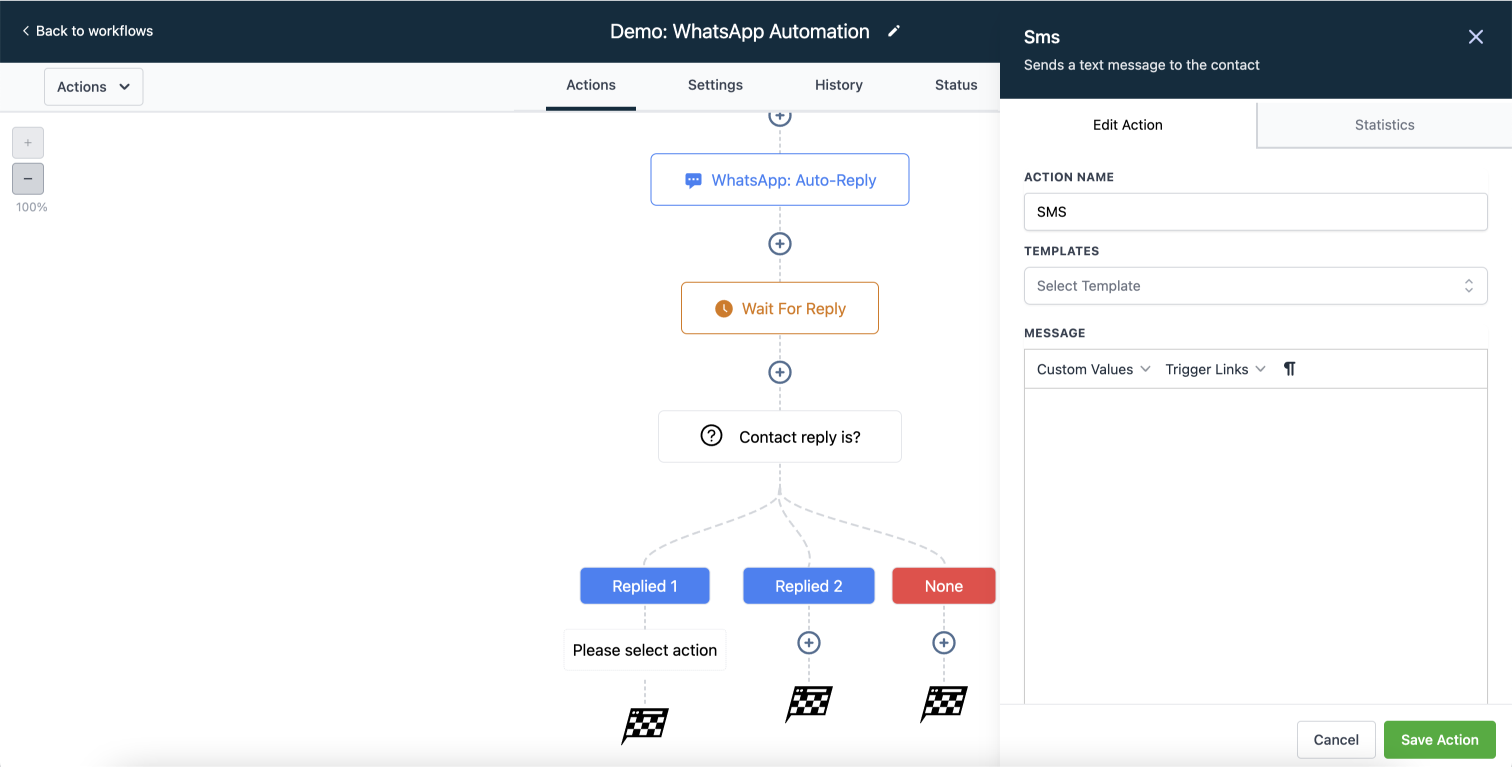 Back to workflows
Demo: WhatsApp Automation
Actions
Actions
Settings
History
Status
+
−
100%
WhatsApp: Auto-Reply
Wait For Reply
Contact reply is?
Replied 1
Replied 2
None
Please select action
Sms
Sends a text message to the contact
Edit Action
Statistics
ACTION NAME
SMS
TEMPLATES
Select Template
MESSAGE
Custom Values
Trigger Links
¶
Cancel
Save Action